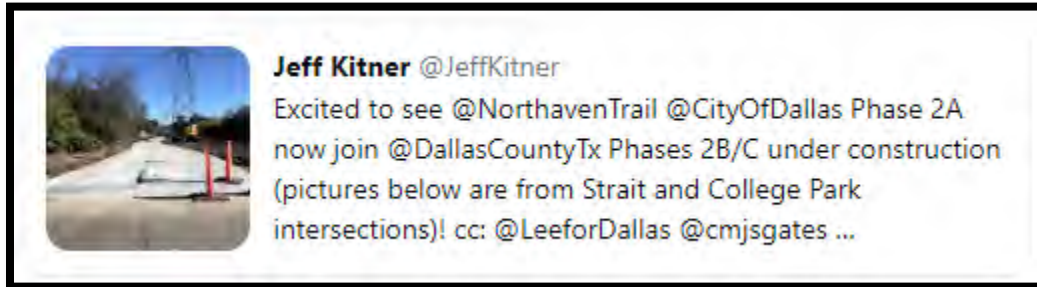 Jeff Kitner @JeffKitner
Excited to see @NorthavenTrail @CityOfDallas Phase 2A
now join @DallasCountyTx Phases 2B/C under construction
(pictures below are from Strait and College Park
intersections)! cc: @LeeforDallas @cmjsgates ...